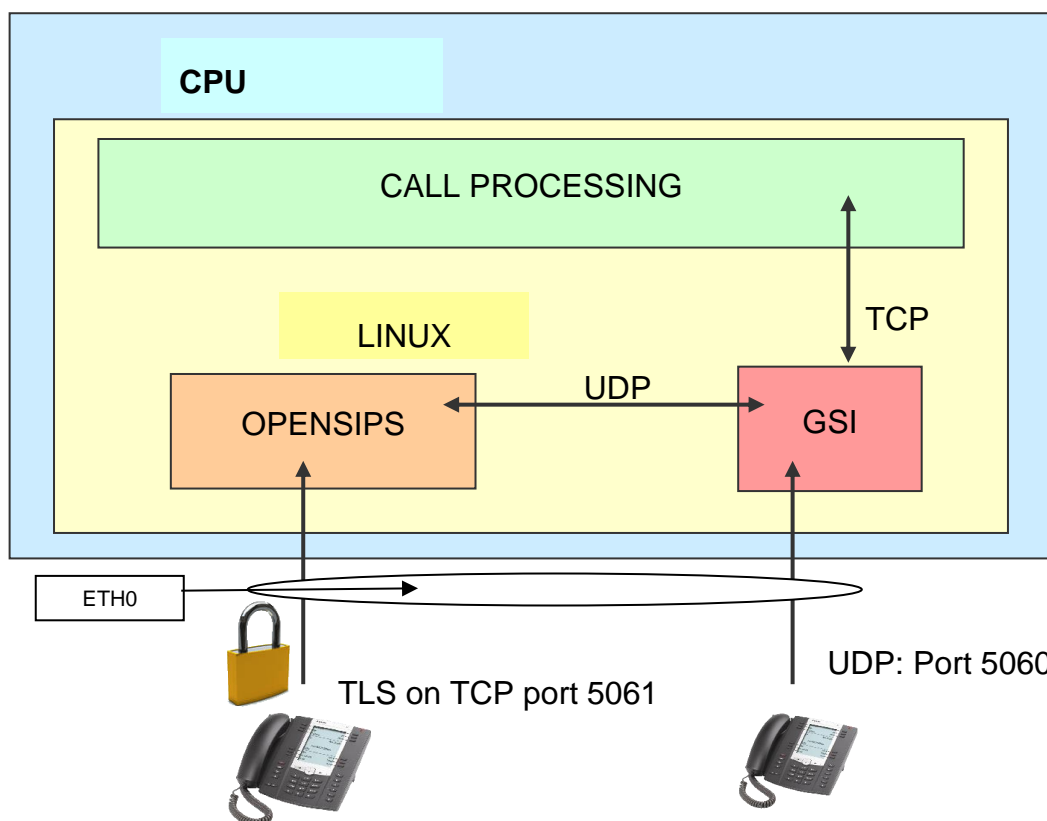 CPU
CALL PROCESSING
TCP
LINUX
UDP
OPENSIPS
GSI
ETH0
UDP: Port 5060
TLS on TCP port 5061